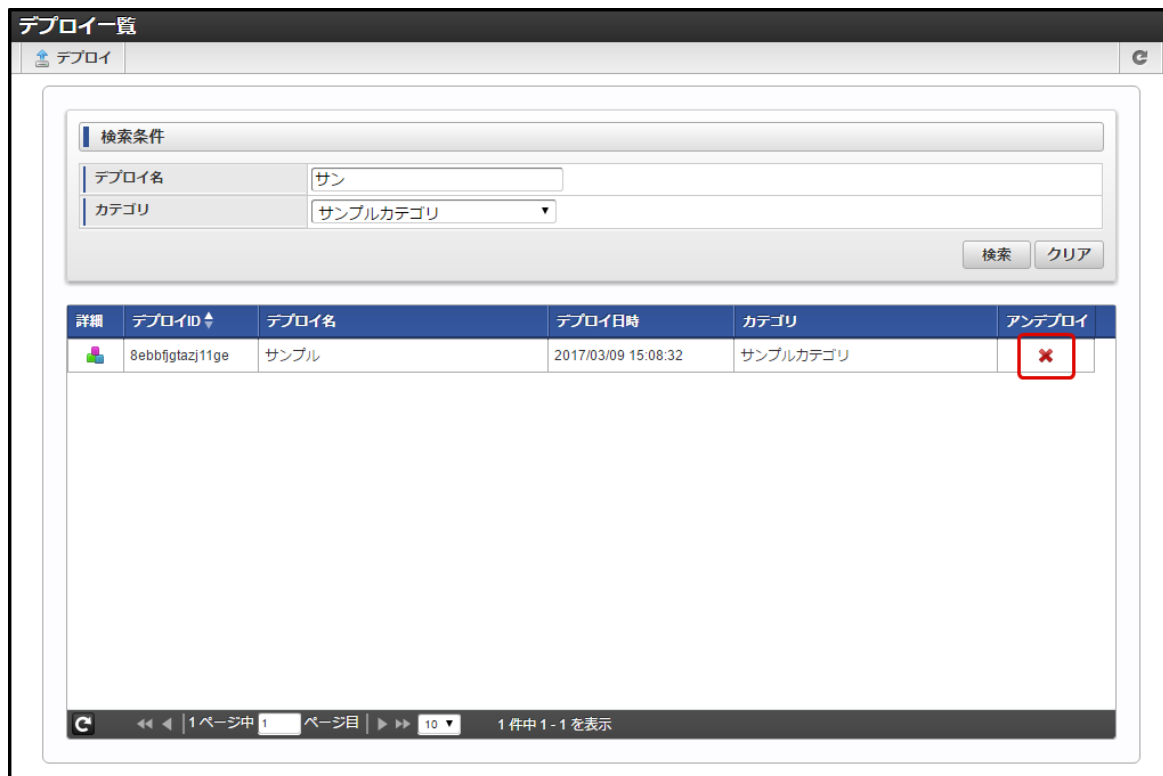 デプロイ一覧
デプロイ
検索条件
デプロイ名 サン
カテゴリ サンプルカテゴリ
検索 クリア
詳細 デプロイID デプロイ名 デプロイ日時 カテゴリ アンデプロイ
8ebbfjgtazj11ge サンプル 2017/03/09 15:08:32 サンプルカテゴリ
1 ページ中 1 ページ目 10 1 件中 1 - 1 を表示